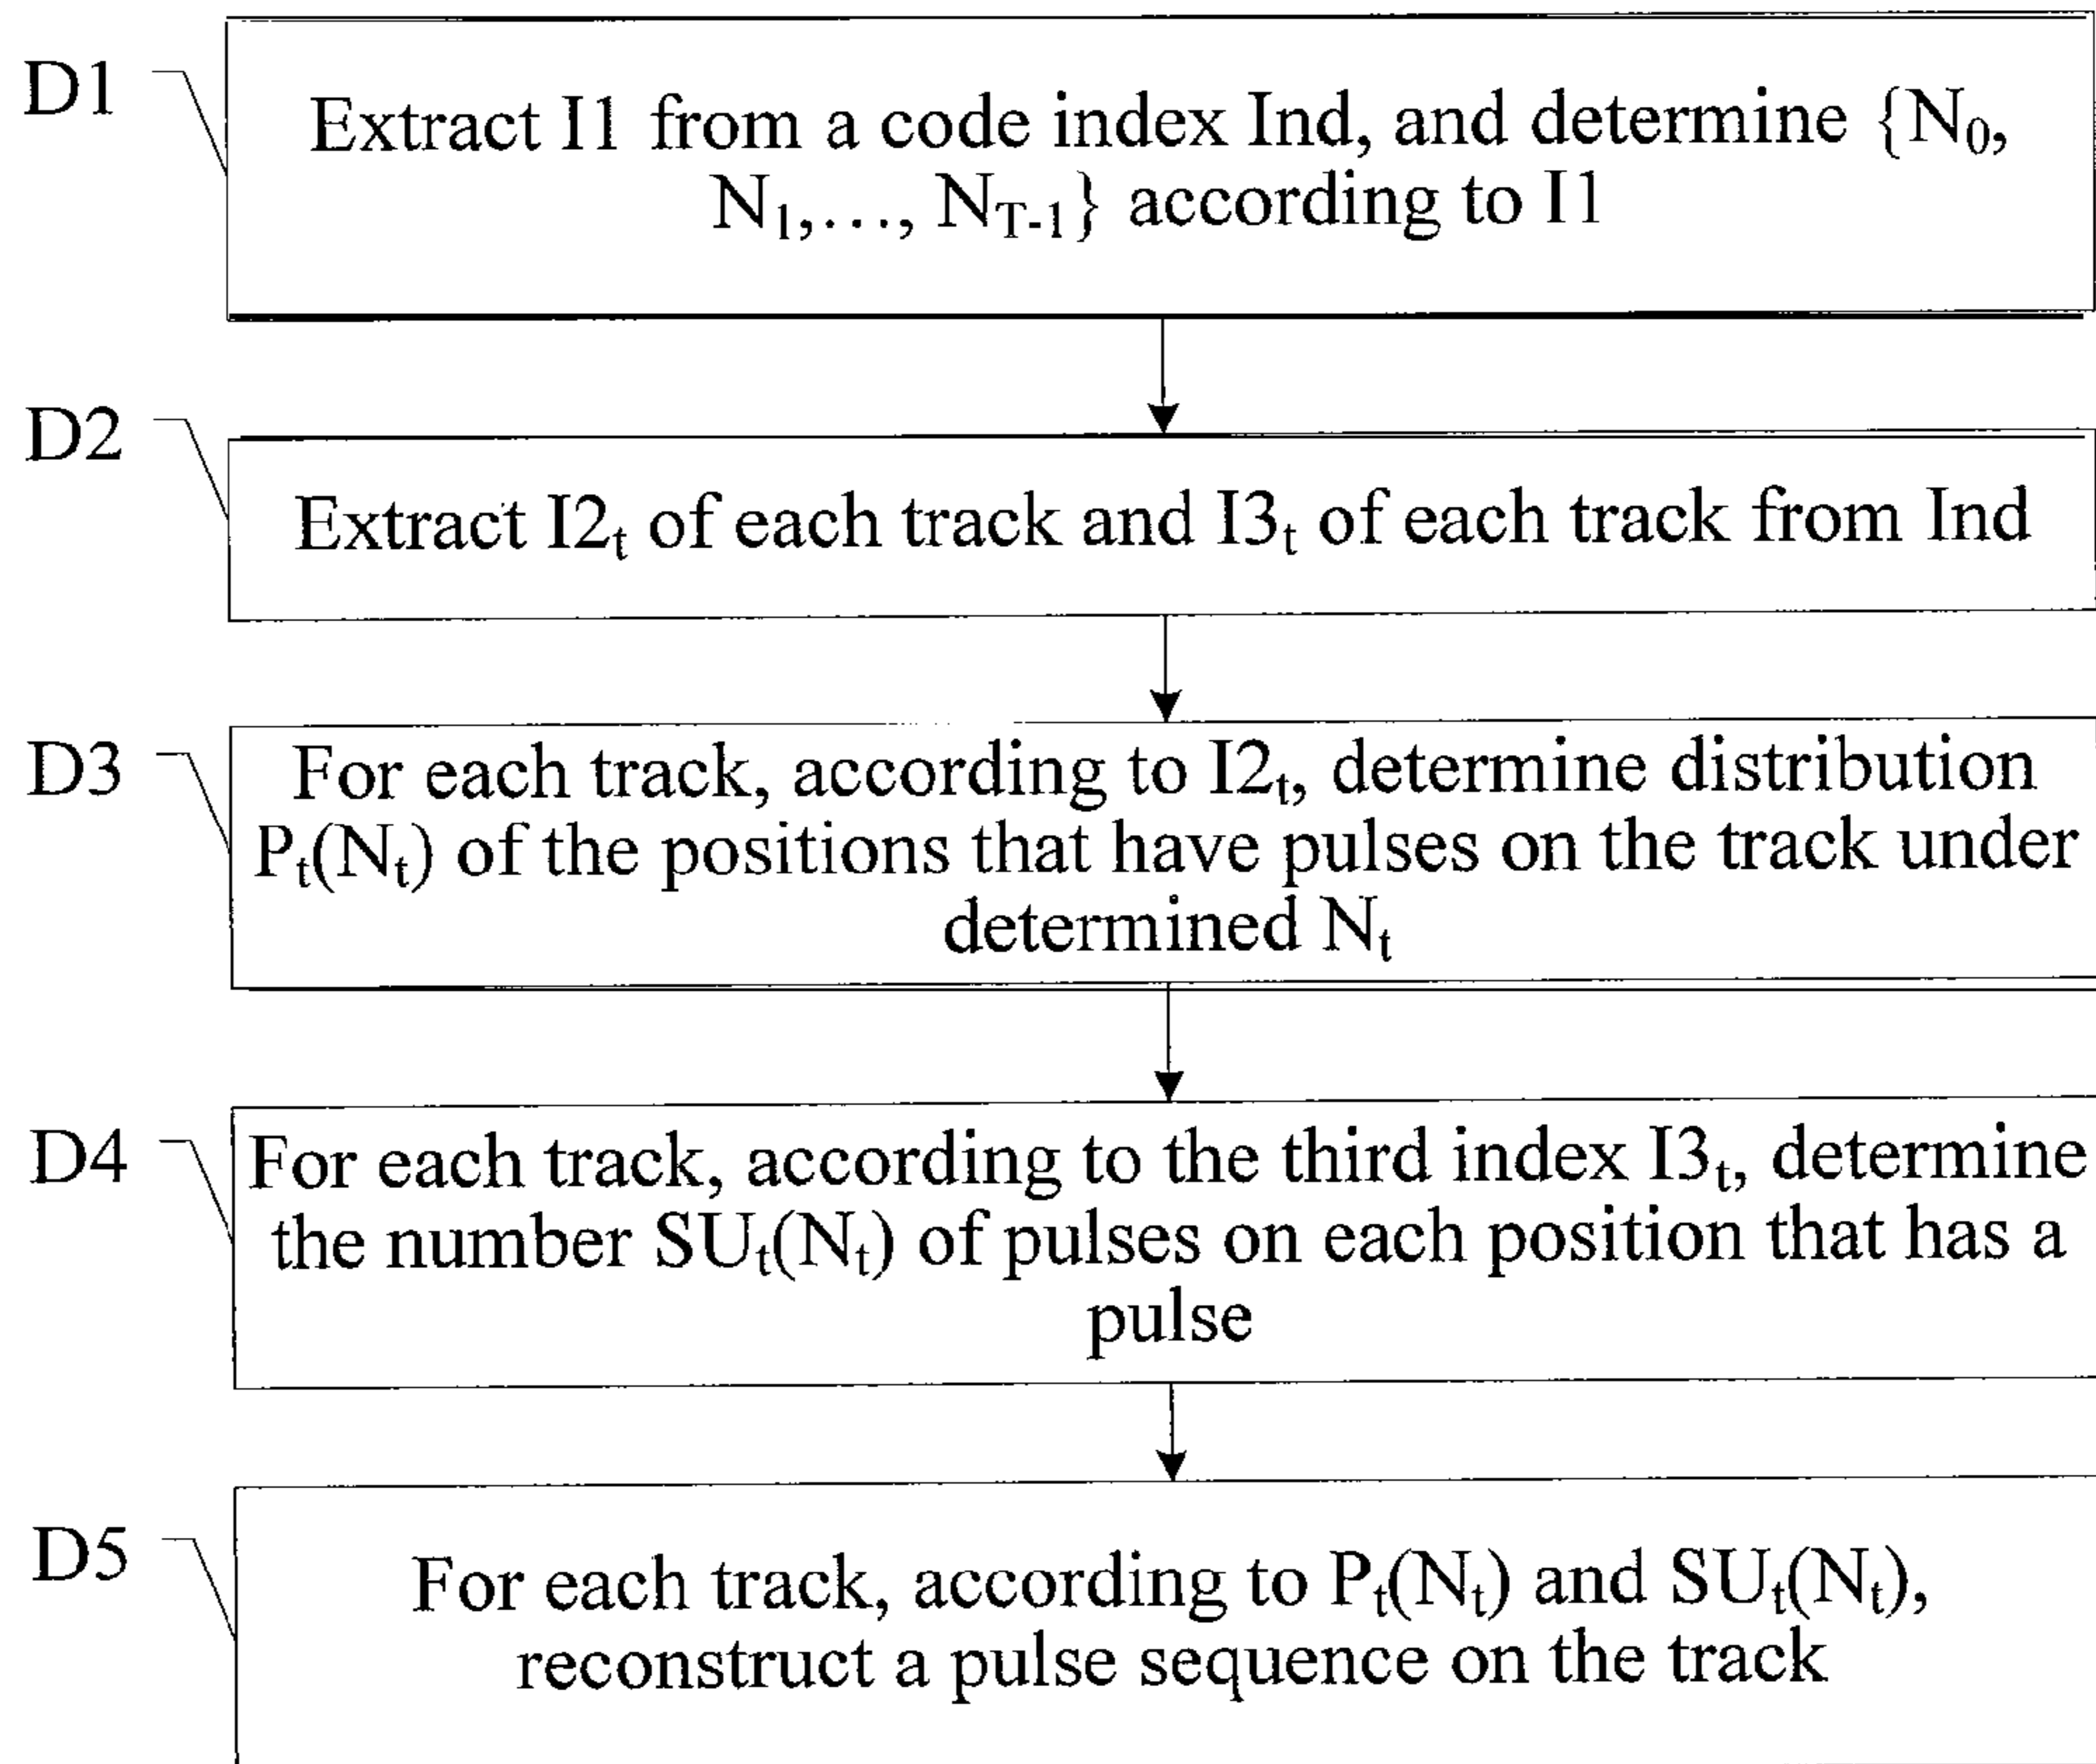 D1
Extract I1 from a code index Ind, and determine {N₀,
N₁,..., N_T-1} according to I1
D2
Extract I2ₜ of each track and I3ₜ of each track from Ind
D3
For each track, according to I2ₜ, determine distribution
Pₜ(Nₜ) of the positions that have pulses on the track under
determined Nₜ
D4
For each track, according to the third index I3ₜ, determine
the number SUₜ(Nₜ) of pulses on each position that has a
pulse
D5
For each track, according to Pₜ(Nₜ) and SUₜ(Nₜ),
reconstruct a pulse sequence on the track